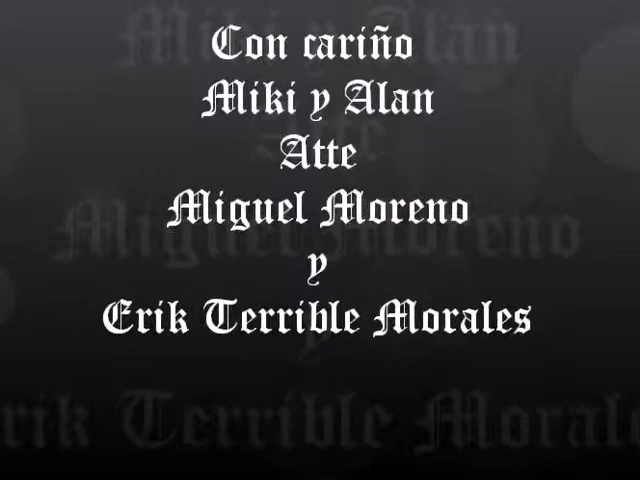 Con cariño
Miki y Alan
Atte
Miguel Moreno
y
Erik Terrible Morales